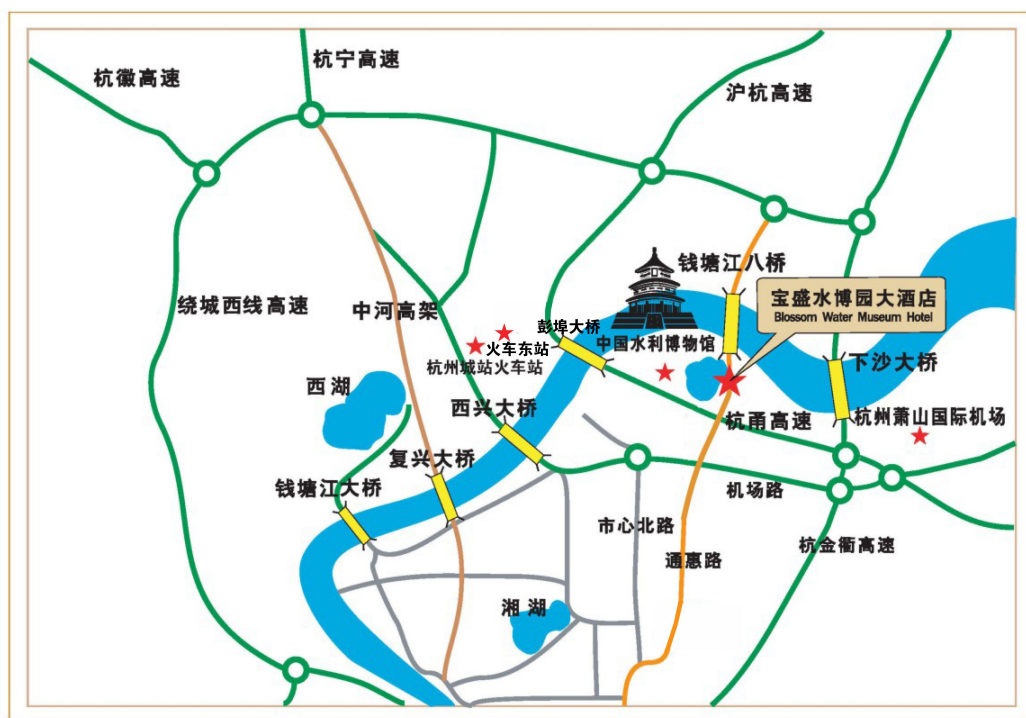 杭宁高速
杭徽高速
沪杭高速
钱塘江八桥
宝盛水博园大酒店
Blossom Water Museum Hotel
绕城西线高速
中河高架
彭埠大桥
火车东站
中国水利博物馆
杭州城站火车站
下沙大桥
西湖
西兴大桥
杭甬高速
杭州萧山国际机场
复兴大桥
钱塘江大桥
机场路
市心北路
通惠路
杭金衢高速
湘湖